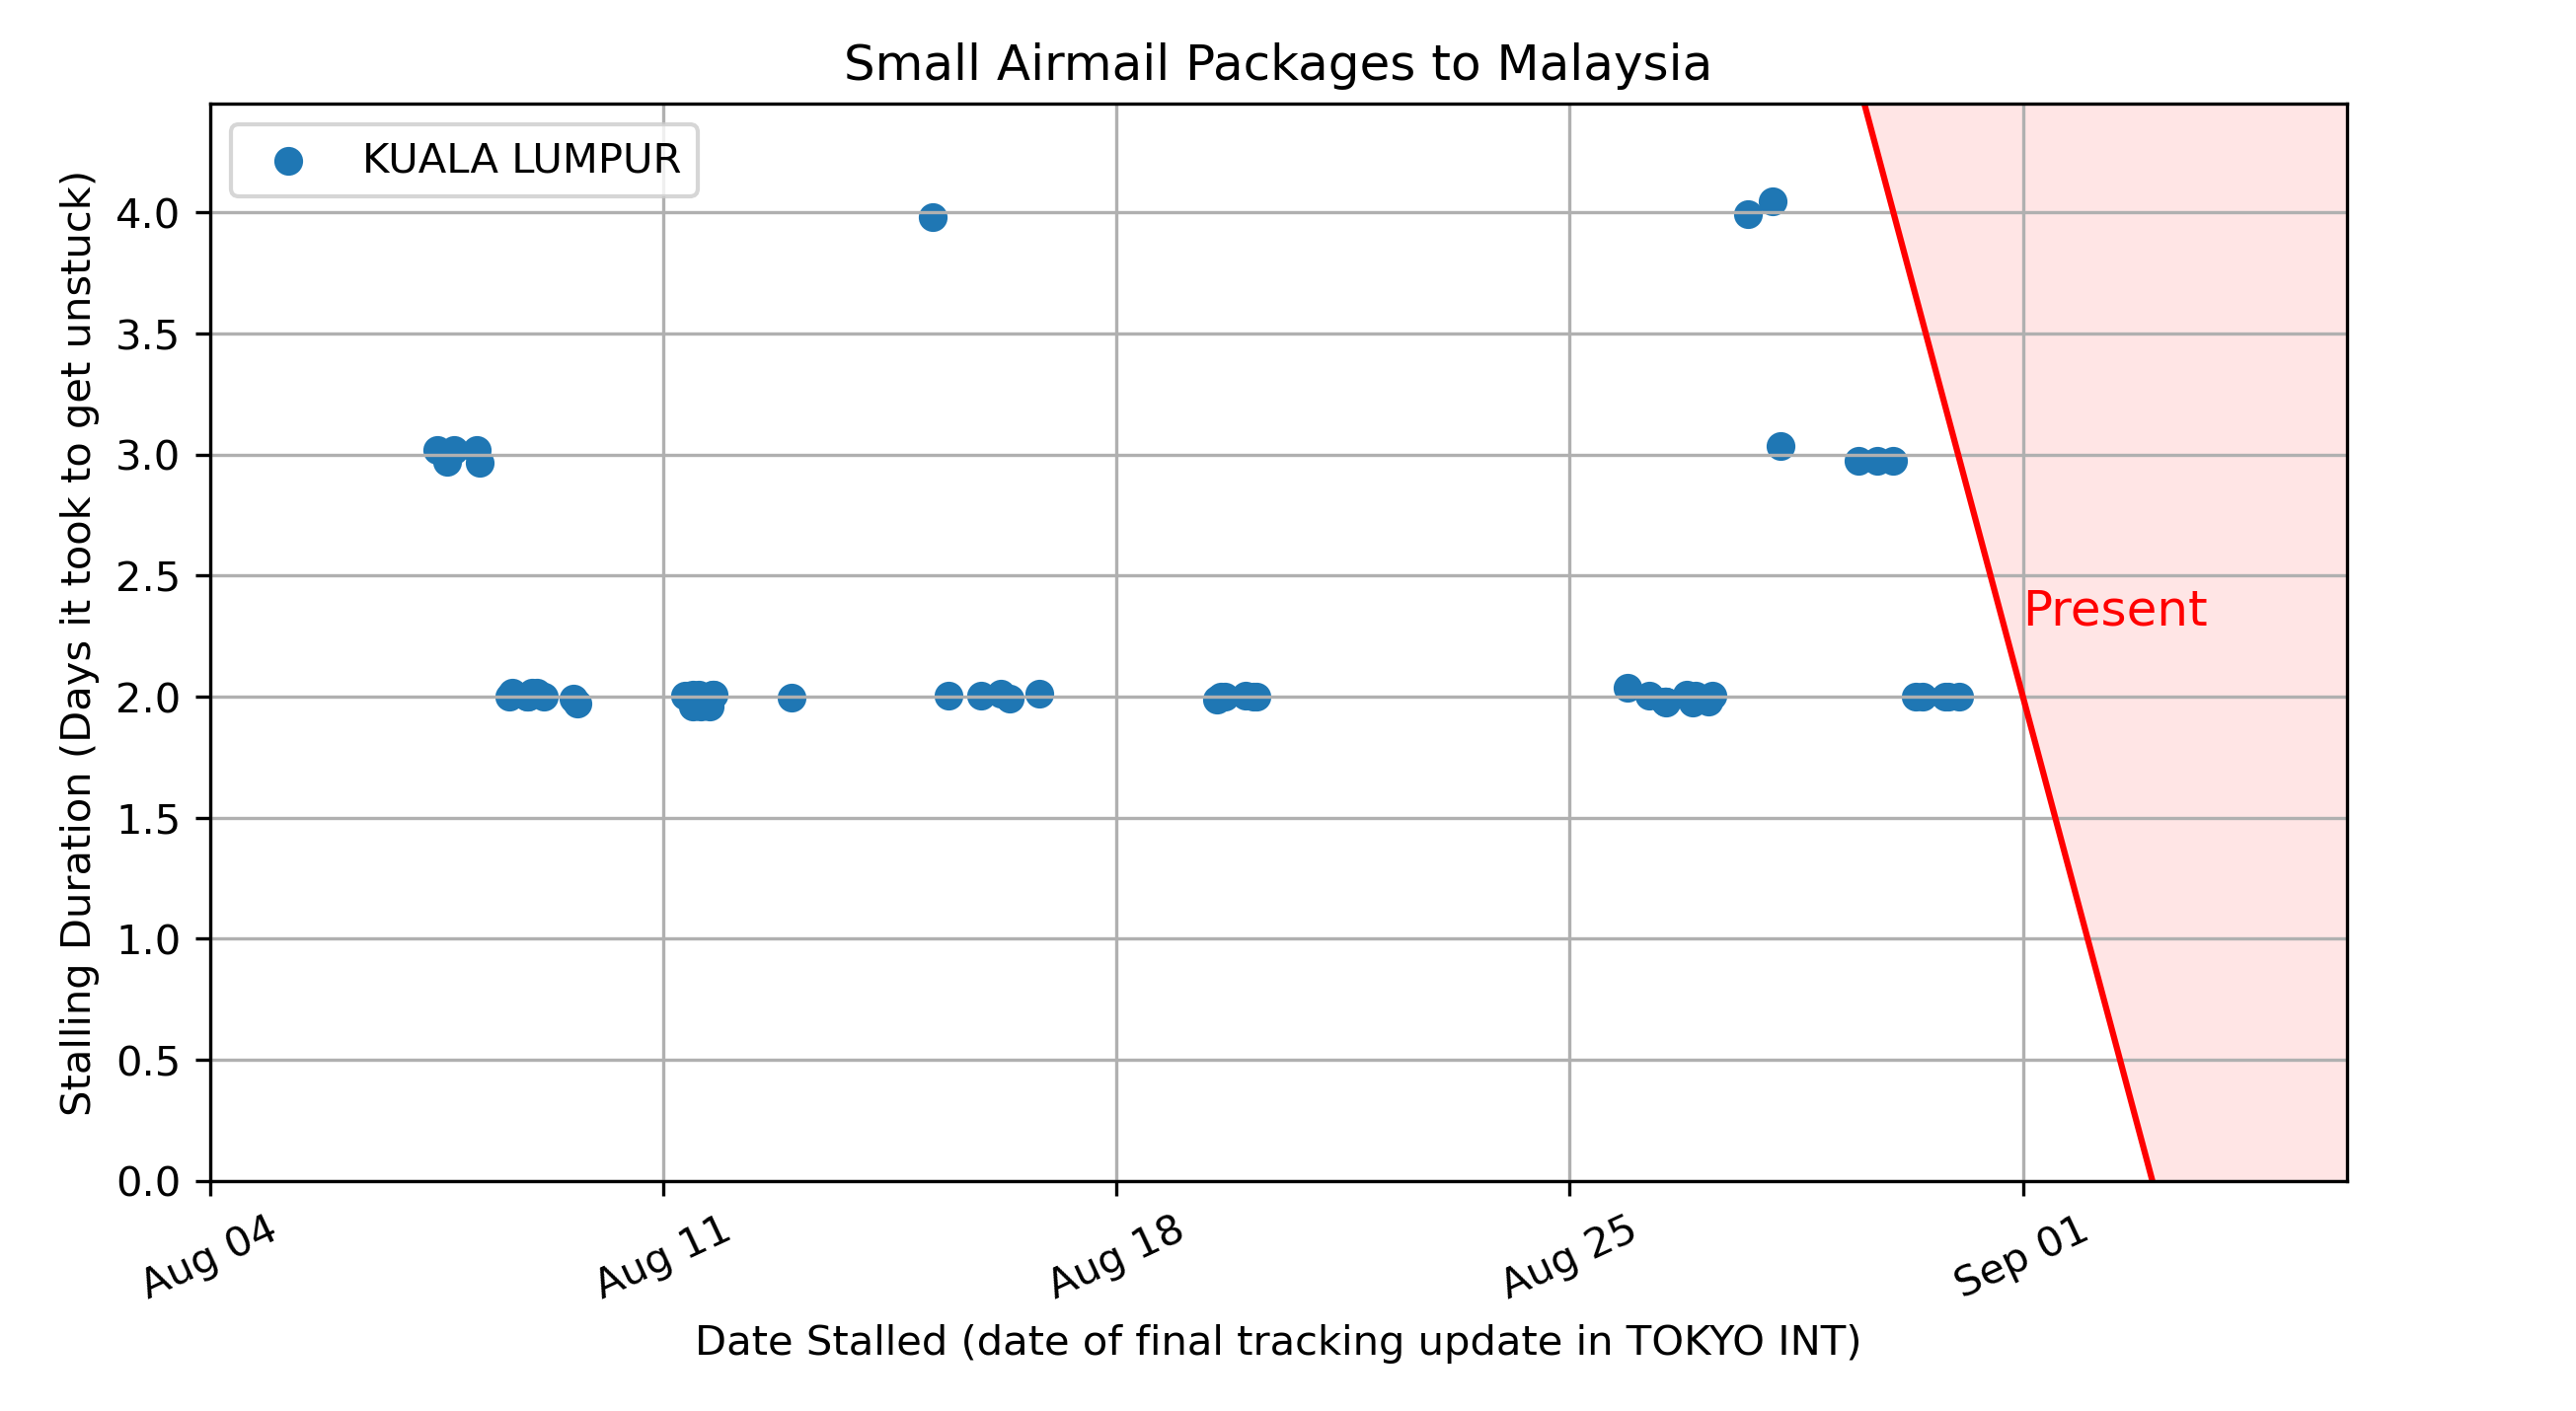 Small Airmail Packages to Malaysia
KUALA LUMPUR
Stalling Duration (Days it took to get unstuck)
4.0
3.5
3.0
2.5
2.0
1.5
1.0
0.5
0.0
Present
Aug 04
Aug 11
Aug 18
Aug 25
Sep 01
Date Stalled (date of final tracking update in TOKYO INT)